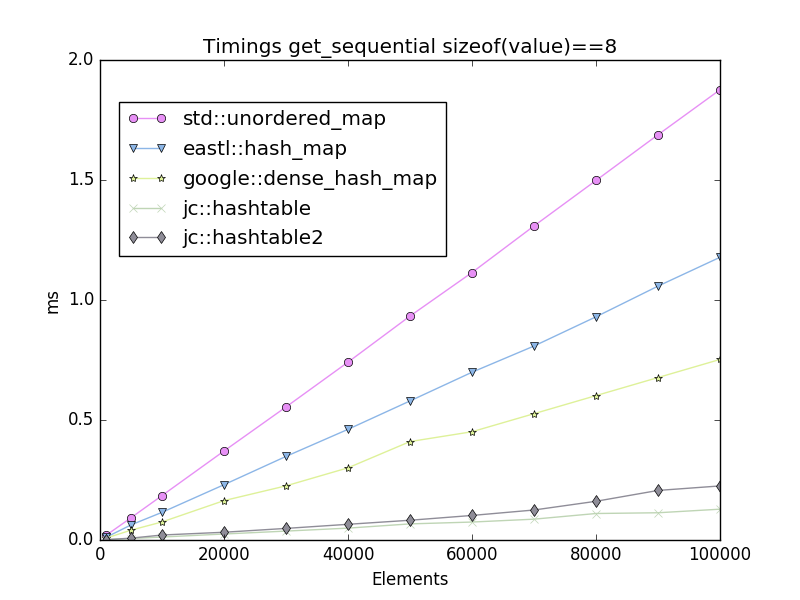 Timings get_sequential sizeof(value)==8
2.0
1.5
1.0
0.5
0.0
ms
std::unordered_map
eastl::hash_map
google::dense_hash_map
jc::hashtable
jc::hashtable2
0 20000 40000 60000 80000 100000
Elements